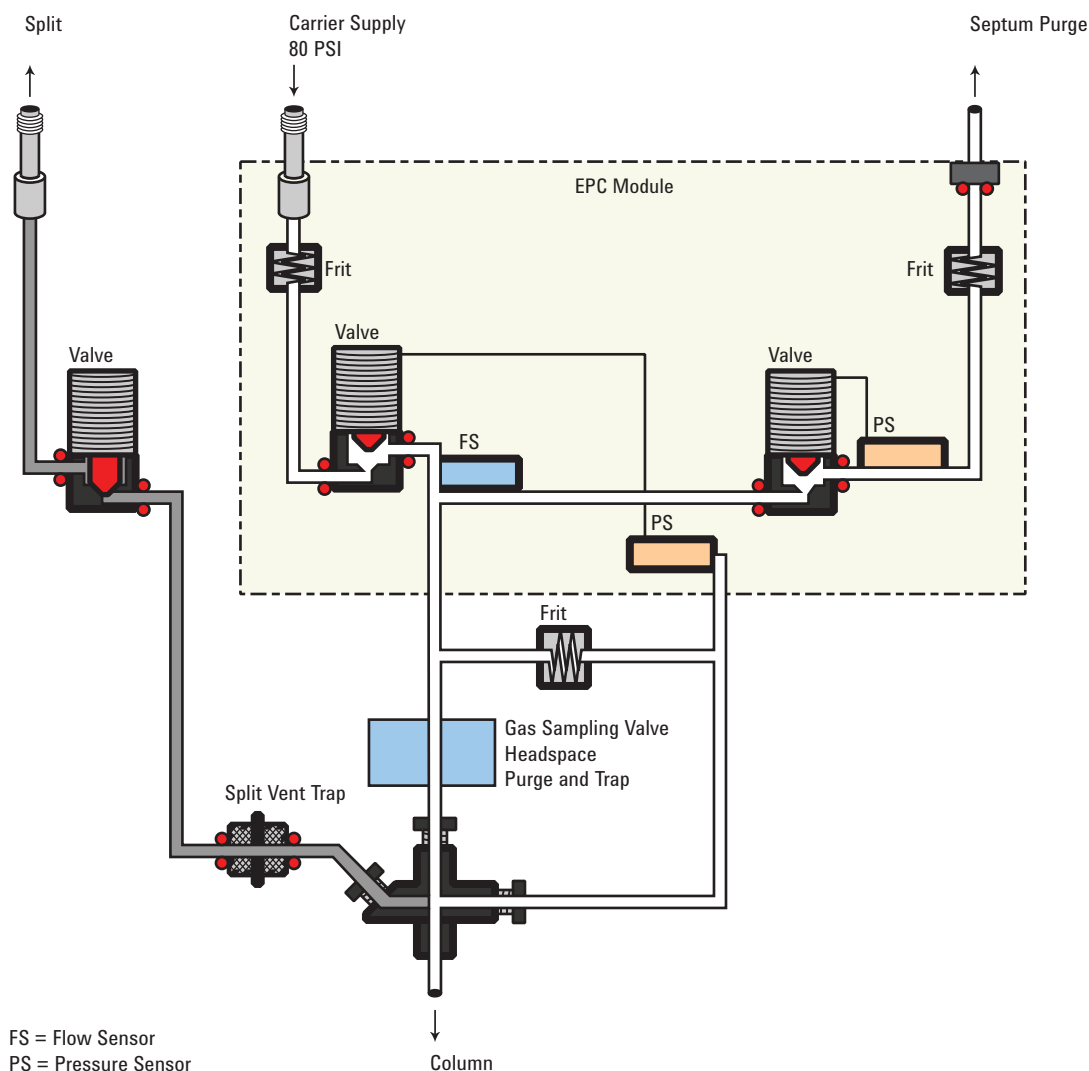 Split
Carrier Supply
80 PSI
Septum Purge
EPC Module
Frit
Frit
Valve
Valve
Valve
FS
PS
PS
Frit
Gas Sampling Valve
Headspace
Purge and Trap
Split Vent Trap
FS = Flow Sensor
PS = Pressure Sensor
Column